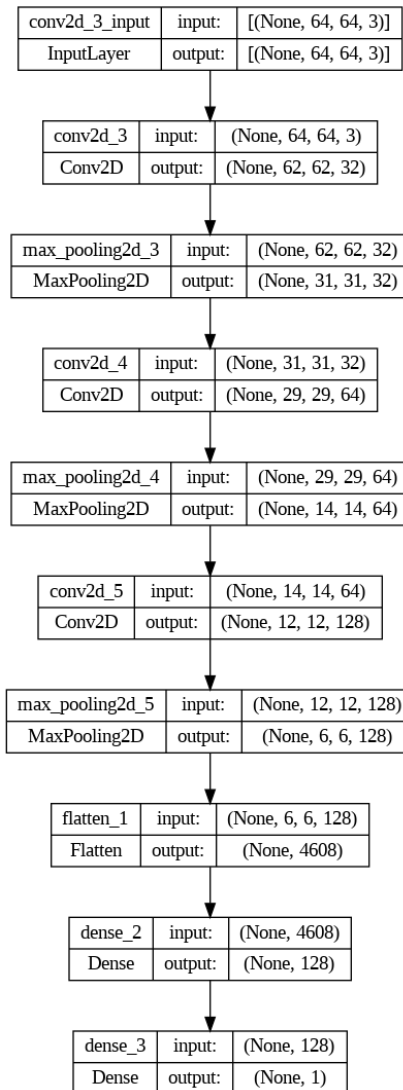 conv2d_3_input input: [(None, 64, 64, 3)]
InputLayer output: [(None, 64, 64, 3)]
conv2d_3 input: (None, 64, 64, 3)
Conv2D output: (None, 62, 62, 32)
max_pooling2d_3 input: (None, 62, 62, 32)
MaxPooling2D output: (None, 31, 31, 32)
conv2d_4 input: (None, 31, 31, 32)
Conv2D output: (None, 29, 29, 64)
max_pooling2d_4 input: (None, 29, 29, 64)
MaxPooling2D output: (None, 14, 14, 64)
conv2d_5 input: (None, 14, 14, 64)
Conv2D output: (None, 12, 12, 128)
max_pooling2d_5 input: (None, 12, 12, 128)
MaxPooling2D output: (None, 6, 6, 128)
flatten_1 input: (None, 6, 6, 128)
Flatten output: (None, 4608)
dense_2 input: (None, 4608)
Dense output: (None, 128)
dense_3 input: (None, 128)
Dense output: (None, 1)